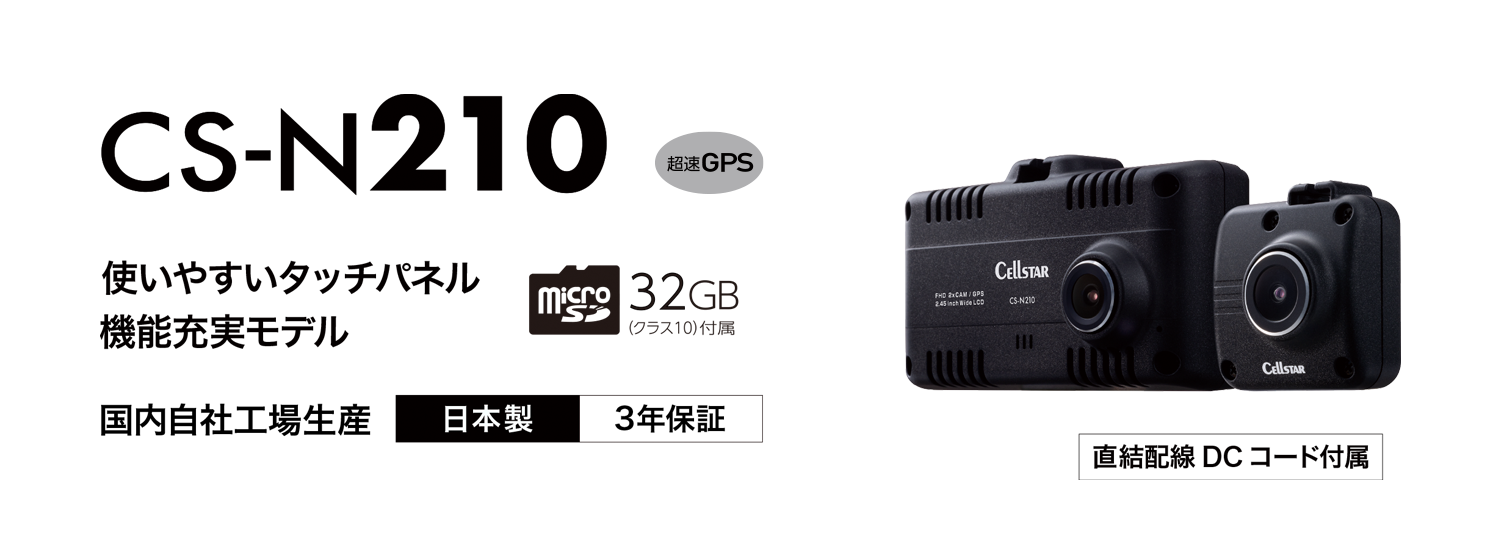 CS-N210
超速GPS
使いやすいタッチパネル
機能充実モデル
micro
SD
32GB
(クラス10)付属
国内自社工場生産
日本製
3年保証
CELLSTAR
FHD 2xCAM / GPS
2.45 inch Wide LCD
CS-N210
CELLSTAR
直結配線 DC コード付属